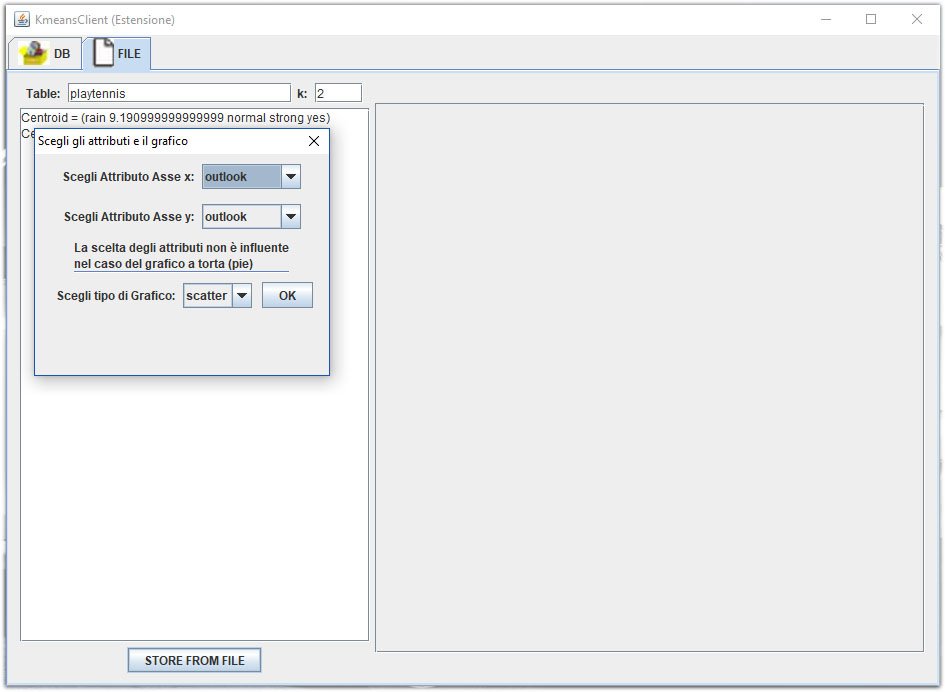 KmeansClient (Estensione)
DB
FILE
Table: playtennis k: 2
Centroid = (rain 9.190999999999999 normal strong yes)
Ce
Scegli gli attributi e il grafico
Scegli Attributo Asse x: outlook
Scegli Attributo Asse y: outlook
La scelta degli attributi non è influente
nel caso del grafico a torta (pie)
Scegli tipo di Grafico: scatter OK
STORE FROM FILE